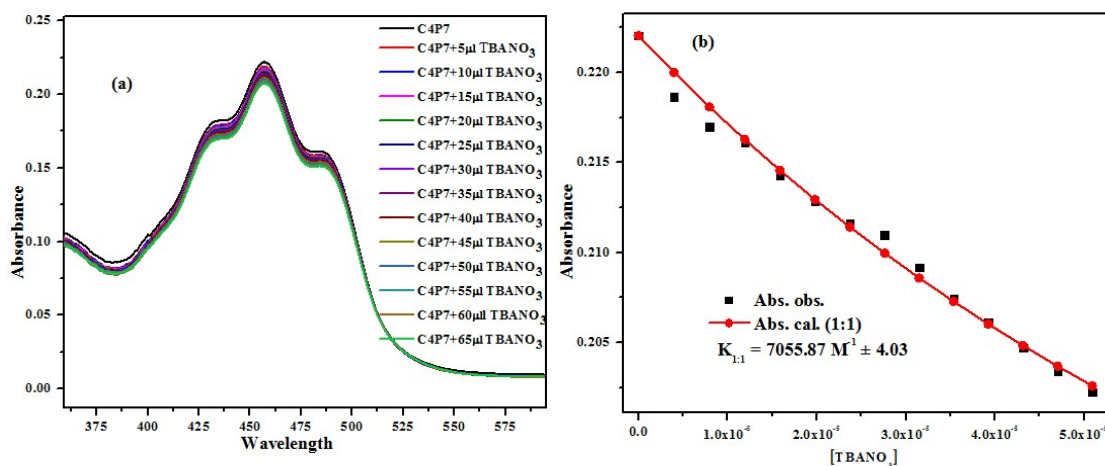 0.25
0.20
0.15
0.10
0.05
0.00
Absorbance
(a)
C4P7
C4P7+5µl TBANO3
C4P7+10µl TBANO3
C4P7+15µl TBANO3
C4P7+20µl TBANO3
C4P7+25µl TBANO3
C4P7+30µl TBANO3
C4P7+35µl TBANO3
C4P7+40µl TBANO3
C4P7+45µl TBANO3
C4P7+50µl TBANO3
C4P7+55µl TBANO3
C4P7+60µll TBANO3
C4P7+65µl TBANO3
375 400 425 450 475 500 525 550 575
Wavelength
(b)
0.220
0.215
0.210
0.205
Absorbance
Abs. obs.
Abs. cal. (1:1)
K1:1 = 7055.87 M-1 ± 4.03
0.0 1.0x10-5 2.0x10-5 3.0x10-5 4.0x10-5 5.0x10-5
[TBANO3]